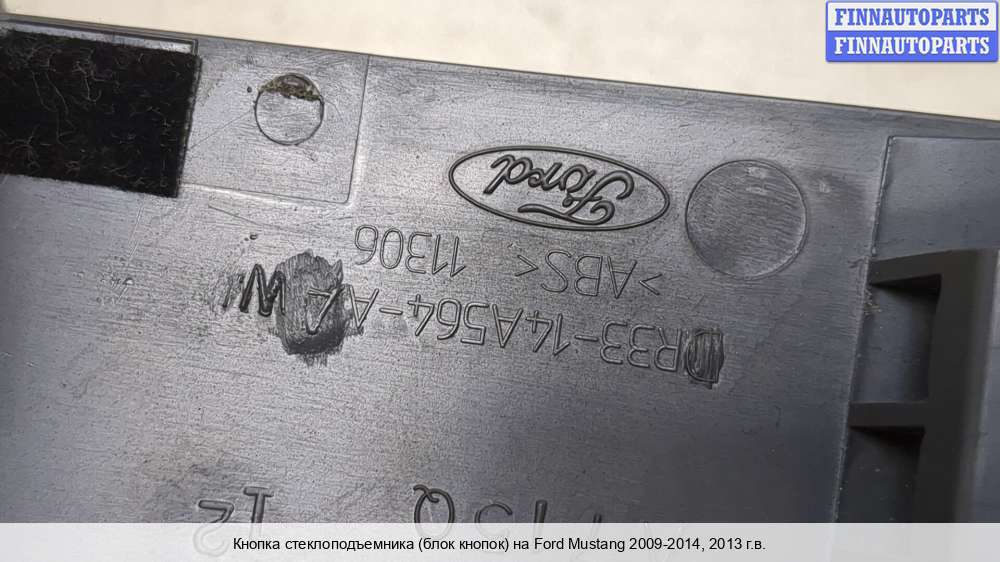 FINNAUTOPARTS
FINNAUTOPARTS
Ford
>ABS< 11306
DR33-14A564-AA W
Кнопка стеклоподъемника (блок кнопок) на Ford Mustang 2009-2014, 2013 г.в.